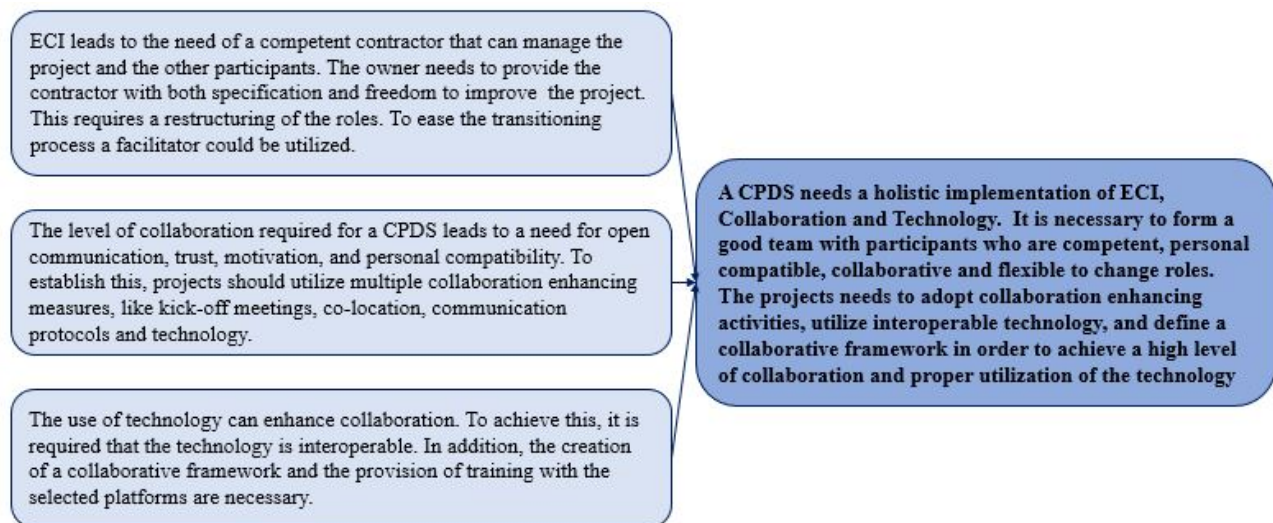 ECI leads to the need of a competent contractor that can manage the
project and the other participants. The owner needs to provide the
contractor with both specification and freedom to improve the project.
This requires a restructuring of the roles. To ease the transitioning
process a facilitator could be utilized.
The level of collaboration required for a CPDS leads to a need for open
communication, trust, motivation, and personal compatibility. To
establish this, projects should utilize multiple collaboration enhancing
measures, like kick-off meetings, co-location, communication
protocols and technology.
The use of technology can enhance collaboration. To achieve this, it is
required that the technology is interoperable. In addition, the creation
of a collaborative framework and the provision of training with the
selected platforms are necessary.
A CPDS needs a holistic implementation of ECI,
Collaboration and Technology. It is necessary to form a
good team with participants who are competent, personal
compatible, collaborative and flexible to change roles.
The projects needs to adopt collaboration enhancing
activities, utilize interoperable technology, and define a
collaborative framework in order to achieve a high level
of collaboration and proper utilization of the technology